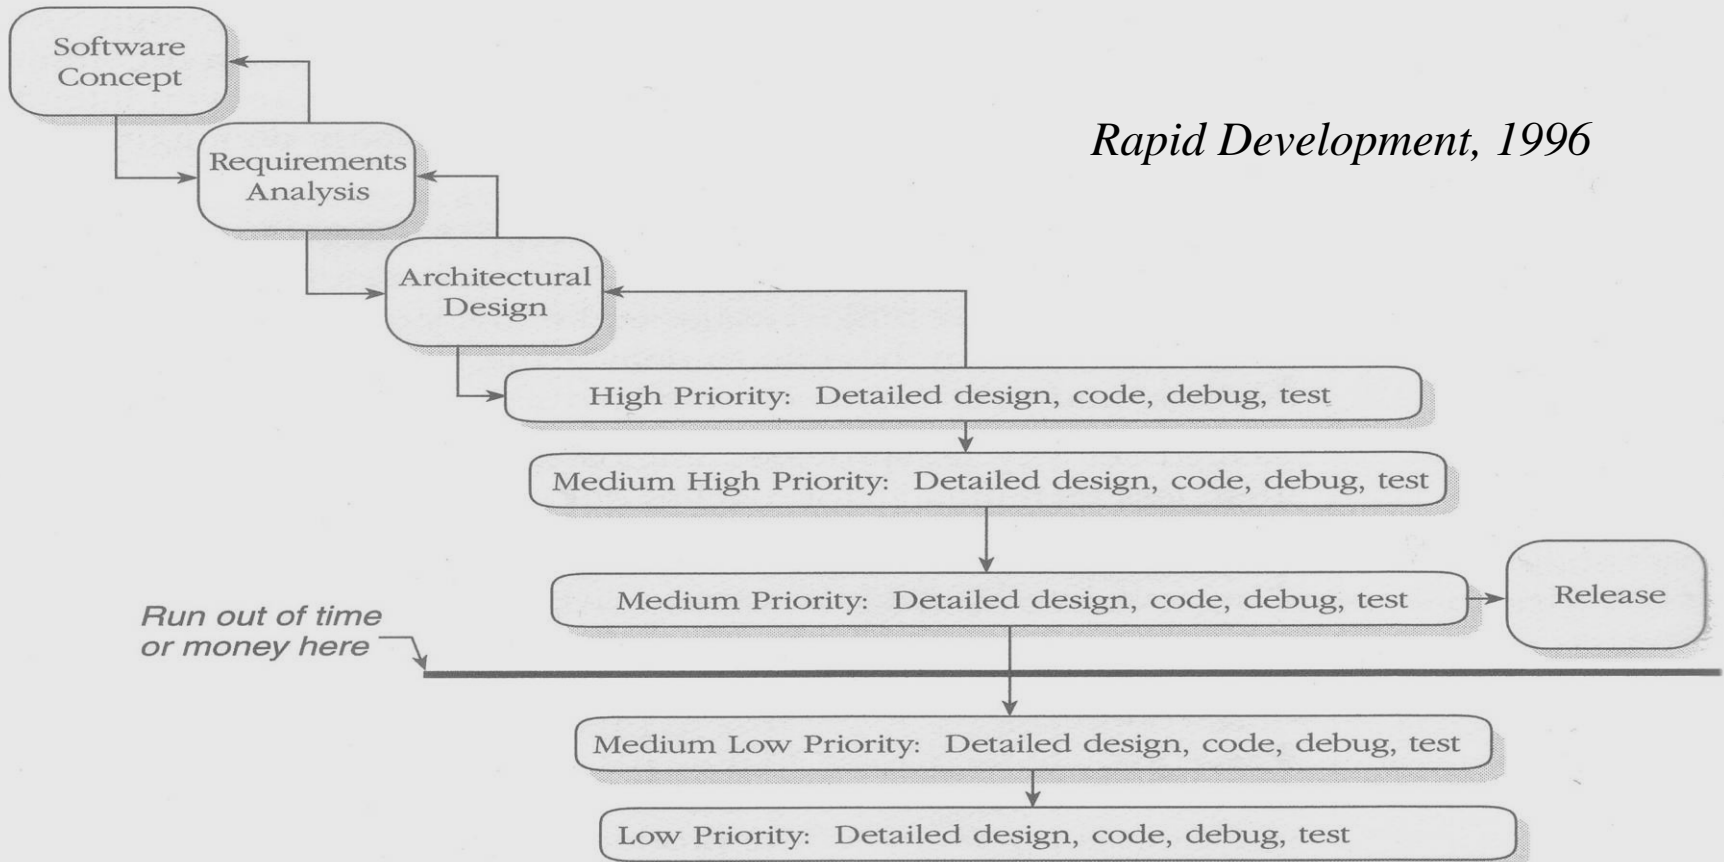 Software
Concept
Rapid Development, 1996
Requirements
Analysis
Architectural
Design
High Priority: Detailed design, code, debug, test
Medium High Priority: Detailed design, code, debug, test
Medium Priority: Detailed design, code, debug, test
Release
Run out of time
or money here
Medium Low Priority: Detailed design, code, debug, test
Low Priority: Detailed design, code, debug, test